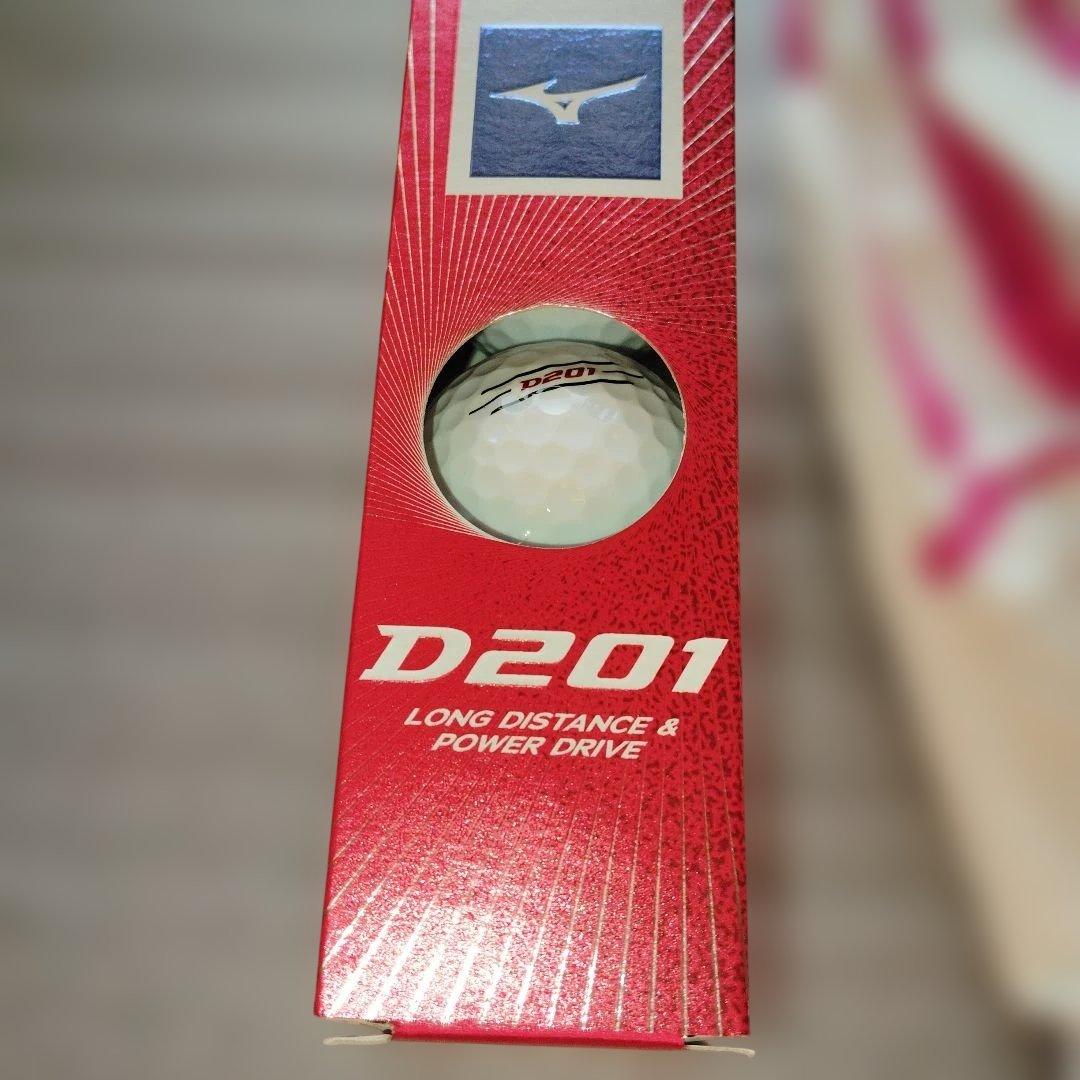 D201
D201
LONG DISTANCE &
POWER DRIVE